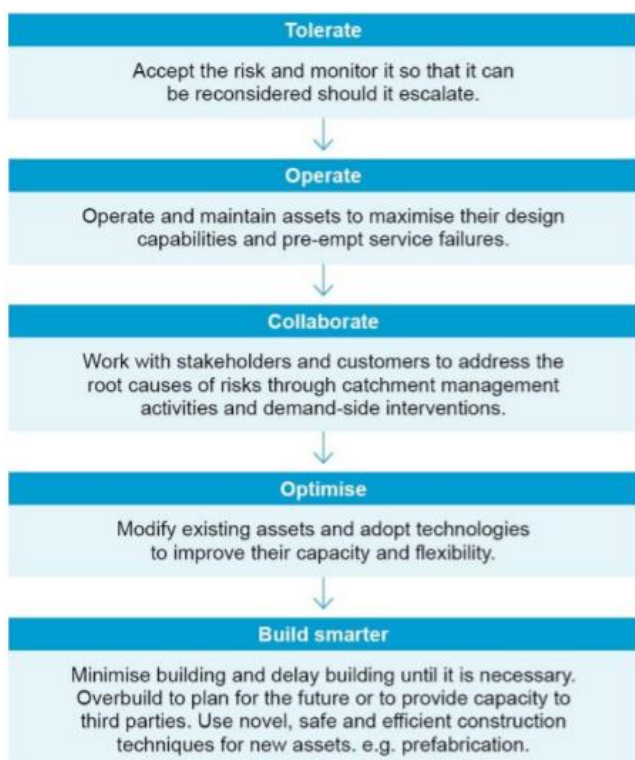 Tolerate
Accept the risk and monitor it so that it can
be reconsidered should it escalate.
Operate
Operate and maintain assets to maximise their design
capabilities and pre-empt service failures.
Collaborate
Work with stakeholders and customers to address the
root causes of risks through catchment management
activities and demand-side interventions.
Optimise
Modify existing assets and adopt technologies
to improve their capacity and flexibility.
Build smarter
Minimise building and delay building until it is necessary.
Overbuild to plan for the future or to provide capacity to
third parties. Use novel, safe and efficient construction
techniques for new assets. e.g. prefabrication.